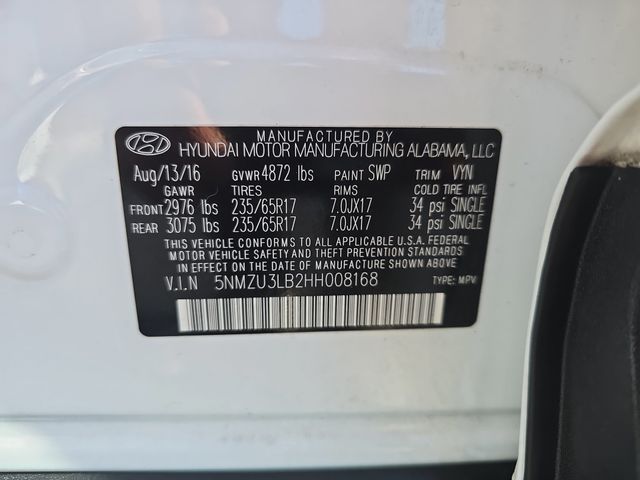 MANUFACTURED BY
HYUNDAI MOTOR MANUFACTURING ALABAMA, LLC
Aug/13/16 GVWR 4872 lbs PAINT SWP TRIM VYN
GAWR TIRES RIMS COLD TIRE INFL
FRONT 2976 lbs 235/65R17 7.0JX17 34 psi SINGLE
REAR 3075 lbs 235/65R17 7.0JX17 34 psi SINGLE
THIS VEHICLE CONFORMS TO ALL APPLICABLE U.S.A. FEDERAL
MOTOR VEHICLE SAFETY AND THEFT PREVENTION STANDARDS
IN EFFECT ON THE DATE OF MANUFACTURE SHOWN ABOVE.
V.I.N 5NMZU3LB2HH008168 TYPE: MPV